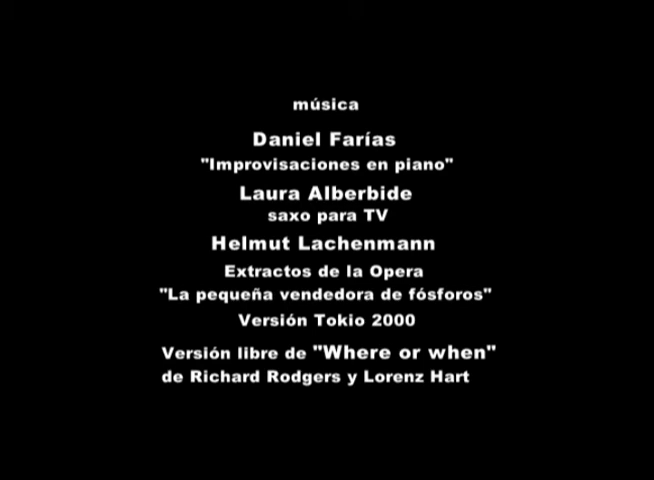 música
Daniel Farías
"Improvisaciones en piano"
Laura Alberbide
saxo para TV
Helmut Lachenmann
Extractos de la Opera
"La pequeña vendedora de fósforos"
Versión Tokio 2000
Versión libre de "Where or when"
de Richard Rodgers y Lorenz Hart